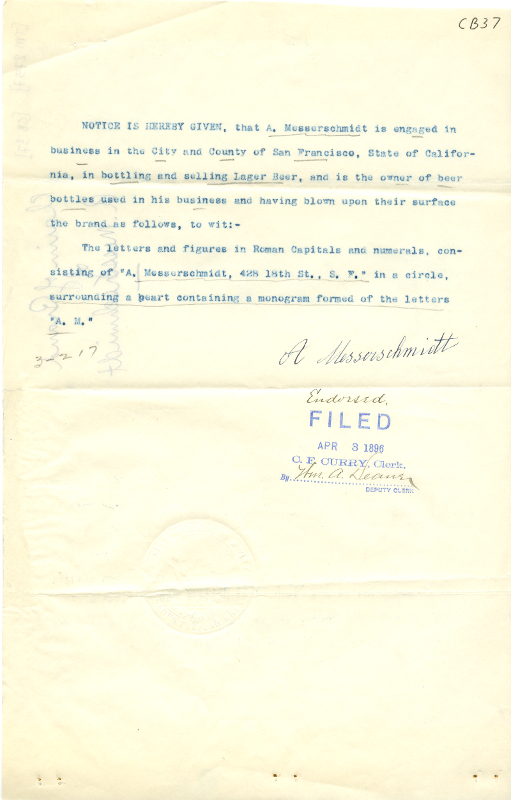 CB37
NOTICE IS HEREBY GIVEN, that A. Messerschmidt is engaged in
business in the City and County of San Francisco, State of Califor-
nia, in bottling and selling Lager Beer, and is the owner of beer
bottles used in his business and having blown upon their surface
the brand as follows, to wit:-
The letters and figures in Roman Capitals and numerals, con-
sisting of "A. Messerschmidt, 428 18th St., S. F." in a circle,
surrounding a heart containing a monogram formed of the letters
"A. M."
3-217
A Messerschmidt
Endorsed.
FILED
APR 3 1896
C. F. CURRY, Clerk,
By Wm. A. Deane
DEPUTY CLERK